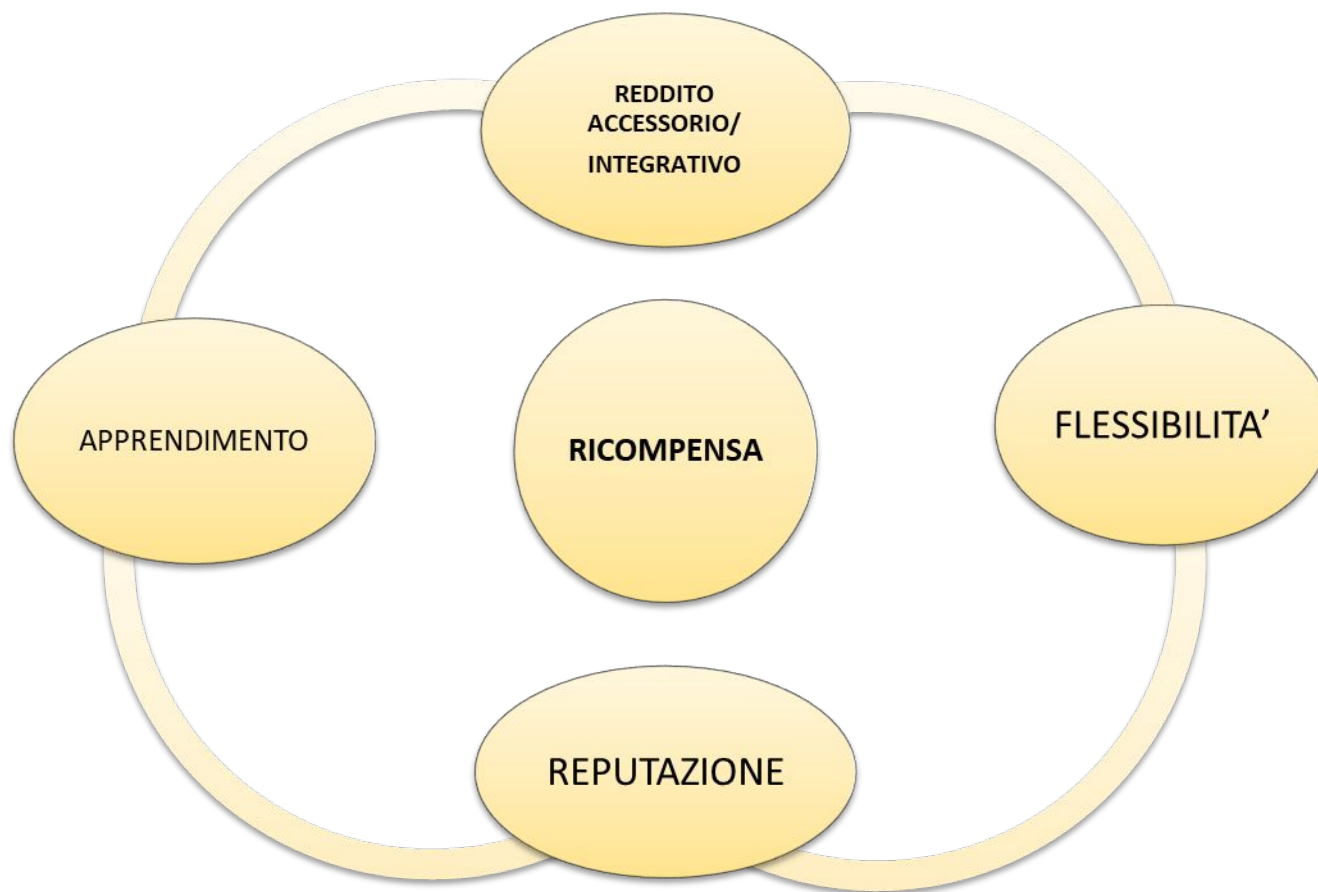 REDDITO
ACCESSORIO/
INTEGRATIVO
APPRENDIMENTO
RICOMPENSA
FLESSIBILITA’
REPUTAZIONE